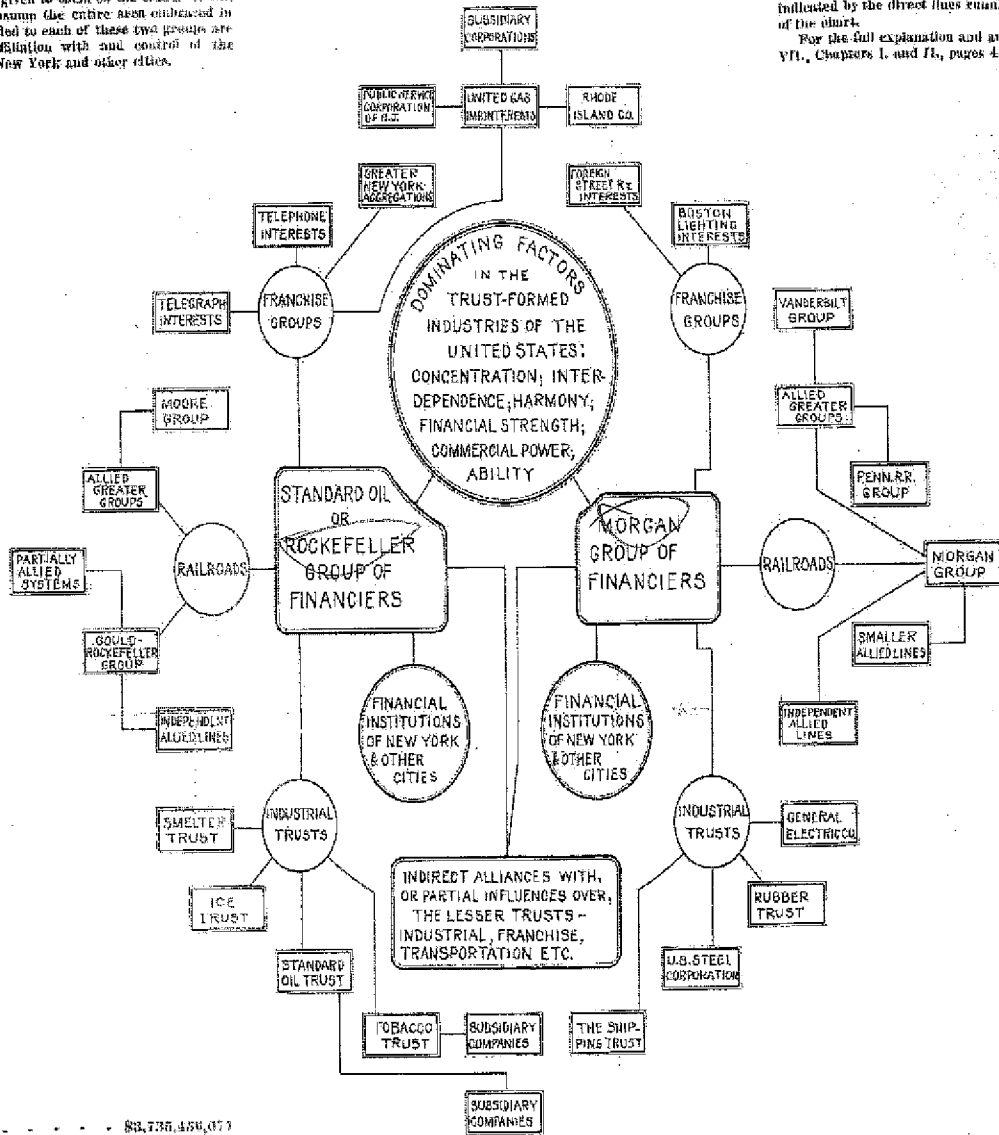 given to
the entire area embraced in
to each of these two groups are
affiliation with and control of the
New York and other cities.
indicated by the direct lines
of the chart.
For the full explanation and
VII., Chapters I. and II., pages 4
SUBSIDIARY
CORPORATIONS
PUBLIC SERVICE
CORPORATION
OF N.J.
UNITED GAS
IMP. INTERESTS
RHODE
ISLAND CO.
GREATER
NEW YORK
AGGREGATIONS
FOREIGN
STREET RY.
INTERESTS
TELEPHONE
INTERESTS
BOSTON
LIGHTING
INTERESTS
TELEGRAPH
INTERESTS
FRANCHISE
GROUPS
DOMINATING FACTORS
IN THE
TRUST-FORMED
INDUSTRIES OF THE
UNITED STATES:
CONCENTRATION; INTER-
DEPENDENCE; HARMONY;
FINANCIAL STRENGTH;
COMMERCIAL POWER;
ABILITY
FRANCHISE
GROUPS
VANDERBILT
GROUP
MOORE
GROUP
ALLIED
GREATER
GROUPS
ALLIED
GREATER
GROUPS
PENN. R.R.
GROUP
STANDARD OIL
OR
ROCKEFELLER
GROUP OF
FINANCIERS
MORGAN
GROUP OF
FINANCIERS
PARTIALLY
ALLIED
SYSTEMS
RAILROADS
RAILROADS
MORGAN
GROUP
GOULD-
ROCKEFELLER
GROUP
SMALLER
ALLIED LINES
INDEPENDENT
ALLIED LINES
FINANCIAL
INSTITUTIONS
OF NEW YORK
& OTHER
CITIES
FINANCIAL
INSTITUTIONS
OF NEW YORK
& OTHER
CITIES
INDEPENDENT
ALLIED
LINES
SMELTER
TRUST
INDUSTRIAL
TRUSTS
INDUSTRIAL
TRUSTS
GENERAL
ELECTRIC CO.
ICE
TRUST
INDIRECT ALLIANCES WITH,
OR PARTIAL INFLUENCES OVER,
THE LESSER TRUSTS-
INDUSTRIAL, FRANCHISE,
TRANSPORTATION ETC.
RUBBER
TRUST
STANDARD
OIL TRUST
U.S. STEEL
CORPORATION
TOBACCO
TRUST
SUBSIDIARY
COMPANIES
THE SHIP-
PING TRUST
SUBSIDIARY
COMPANIES